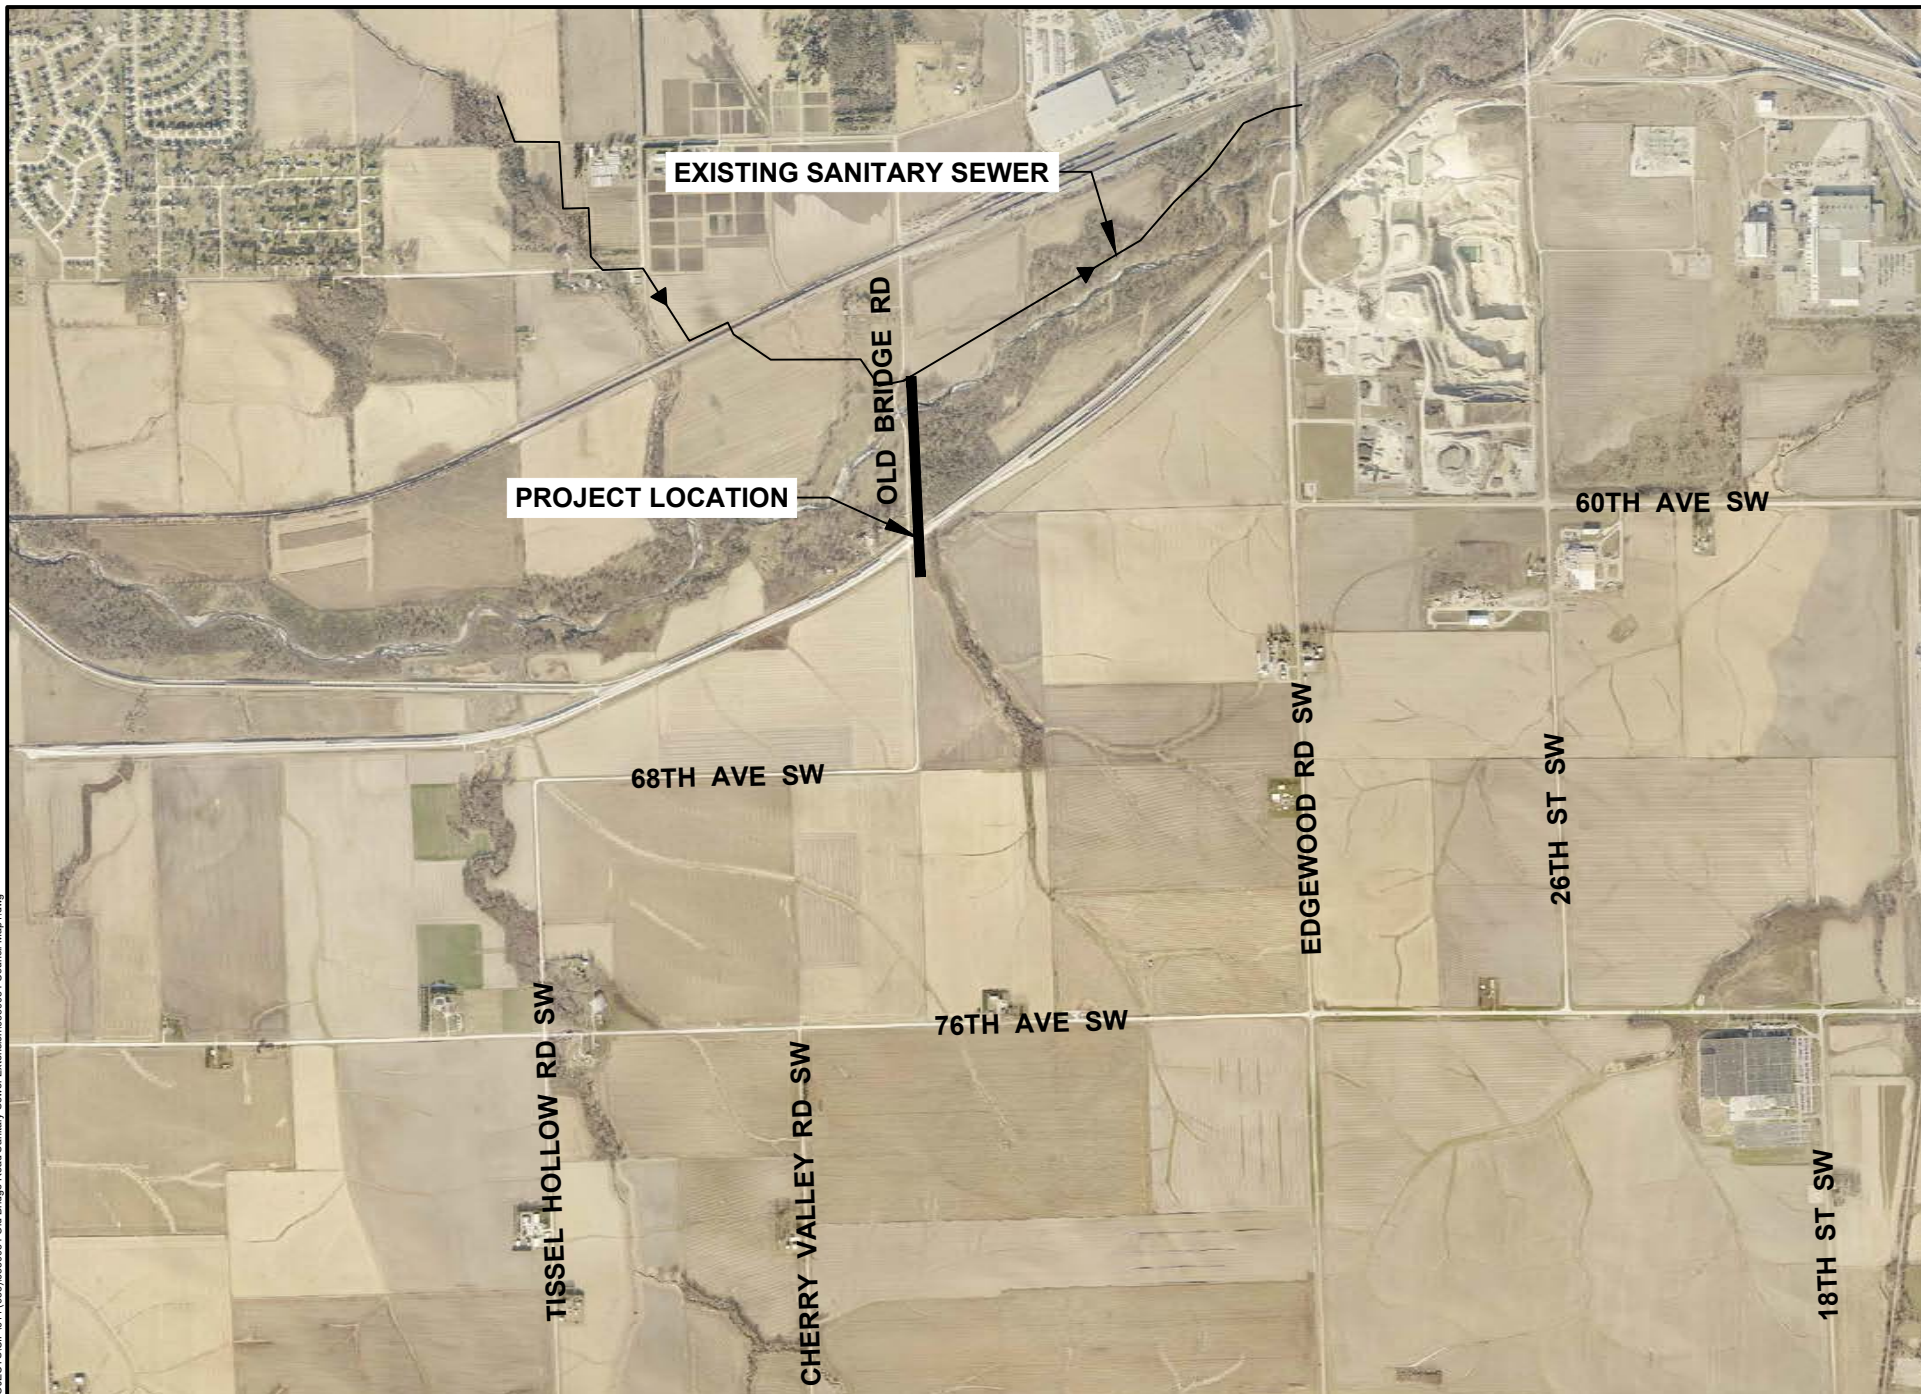 EXISTING SANITARY SEWER
OLD BRIDGE RD
PROJECT LOCATION
60TH AVE SW
68TH AVE SW
EDGEWOOD RD SW
26TH ST SW
76TH AVE SW
TISSEL HOLLOW RD SW
CHERRY VALLEY RD SW
18TH ST SW